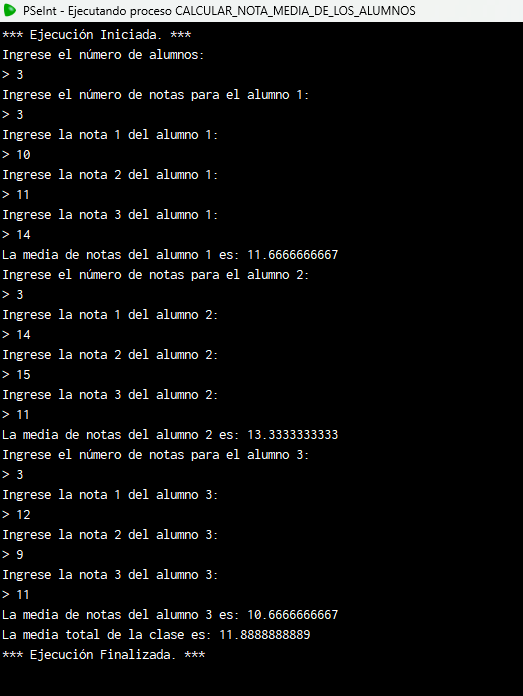 PSeInt - Ejecutando proceso CALCULAR_NOTA_MEDIA_DE_LOS_ALUMNOS
*** Ejecución Iniciada. ***
Ingrese el número de alumnos:
> 3
Ingrese el número de notas para el alumno 1:
> 3
Ingrese la nota 1 del alumno 1:
> 10
Ingrese la nota 2 del alumno 1:
> 11
Ingrese la nota 3 del alumno 1:
> 14
La media de notas del alumno 1 es: 11.6666666667
Ingrese el número de notas para el alumno 2:
> 3
Ingrese la nota 1 del alumno 2:
> 14
Ingrese la nota 2 del alumno 2:
> 15
Ingrese la nota 3 del alumno 2:
> 11
La media de notas del alumno 2 es: 13.3333333333
Ingrese el número de notas para el alumno 3:
> 3
Ingrese la nota 1 del alumno 3:
> 12
Ingrese la nota 2 del alumno 3:
> 9
Ingrese la nota 3 del alumno 3:
> 11
La media de notas del alumno 3 es: 10.6666666667
La media total de la clase es: 11.8888888889
*** Ejecución Finalizada. ***